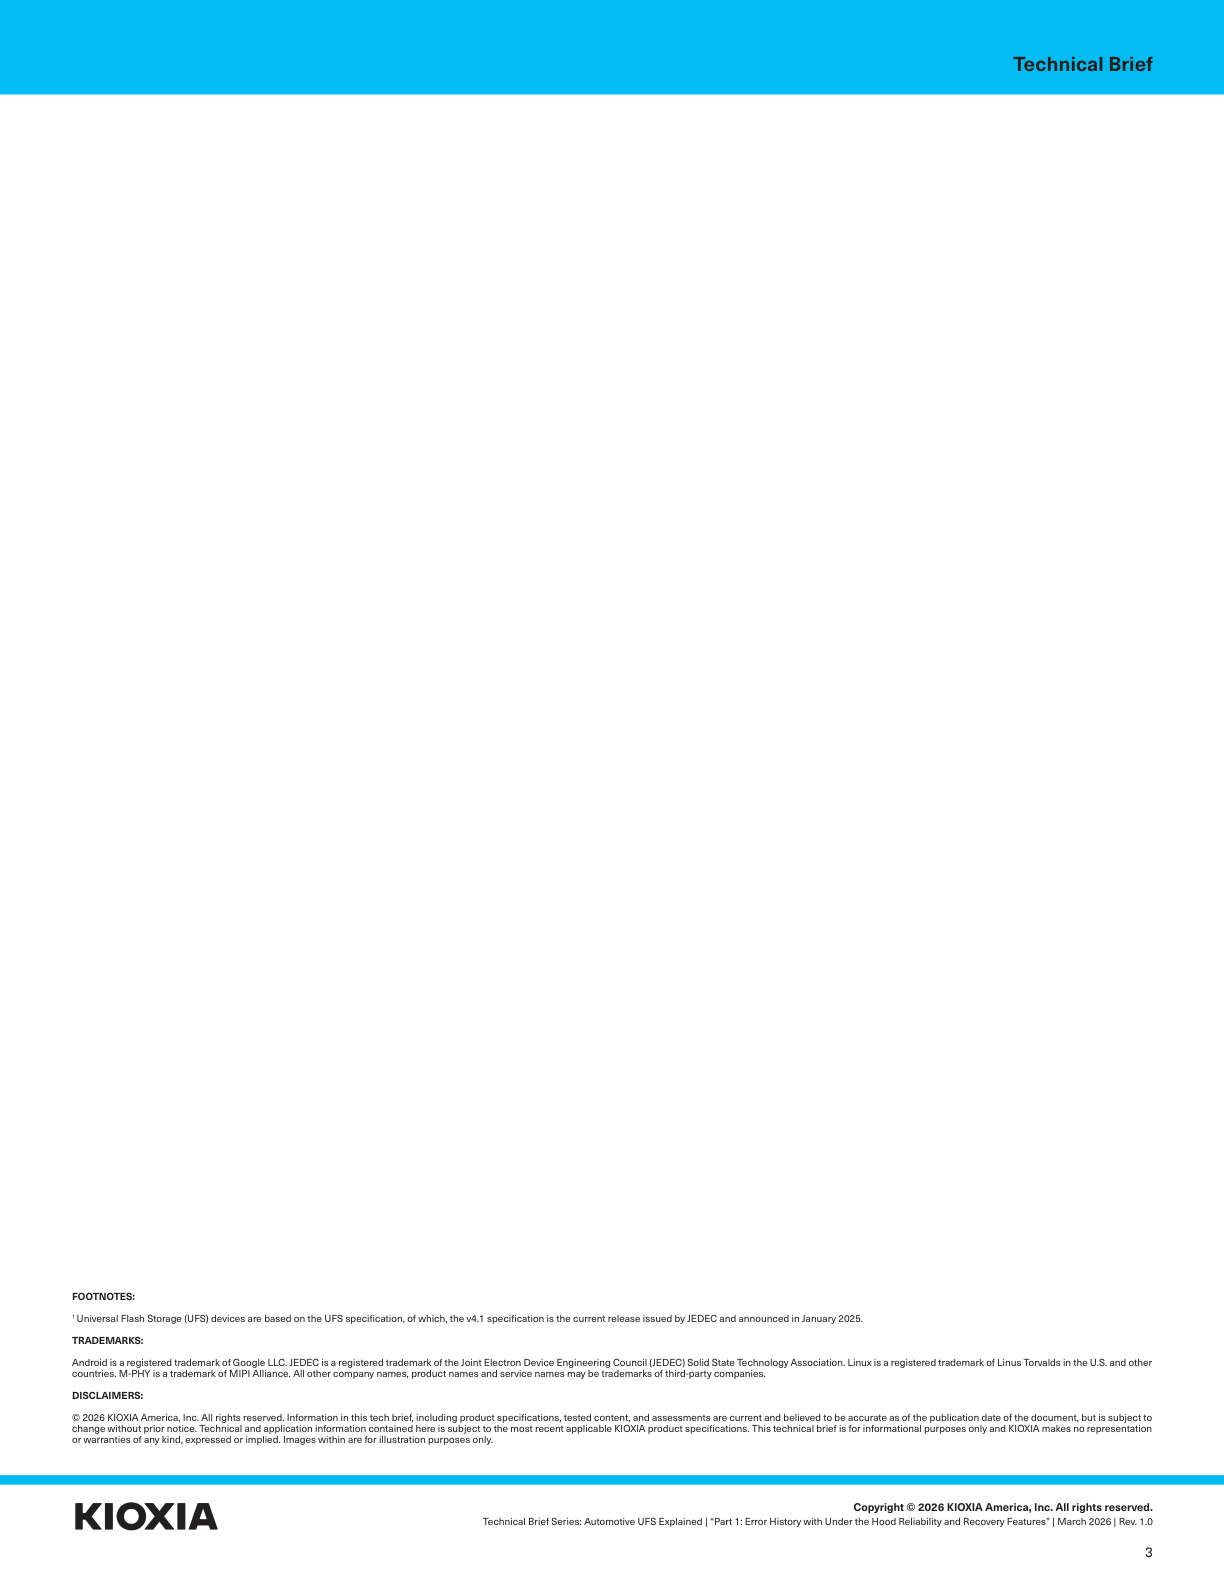 Technical Brief
FOOTNOTES:
¹ Universal Flash Storage (UFS) devices are based on the UFS specification, of which, the v4.1 specification is the current release issued by JEDEC and announced in January 2025.
TRADEMARKS:
Android is a registered trademark of Google LLC. JEDEC is a registered trademark of the Joint Electron Device Engineering Council (JEDEC) Solid State Technology Association. Linux is a registered trademark of Linus Torvalds in the U.S. and other
countries. M-PHY is a trademark of MIPI Alliance. All other company names, product names and service names may be trademarks of third-party companies.
DISCLAIMERS:
© 2026 KIOXIA America, Inc. All rights reserved. Information in this tech brief, including product specifications, tested content, and assessments are current and believed to be accurate as of the publication date of the document, but is subject to
change without prior notice. Technical and application information contained here is subject to the most recent applicable KIOXIA product specifications. This technical brief is for informational purposes only and KIOXIA makes no representation
or warranties of any kind, expressed or implied. Images within are for illustration purposes only.
KIOXIA
Copyright © 2026 KIOXIA America, Inc. All rights reserved.
Technical Brief Series: Automotive UFS Explained | "Part 1: Error History with Under the Hood Reliability and Recovery Features" | March 2026 | Rev. 1.0
3